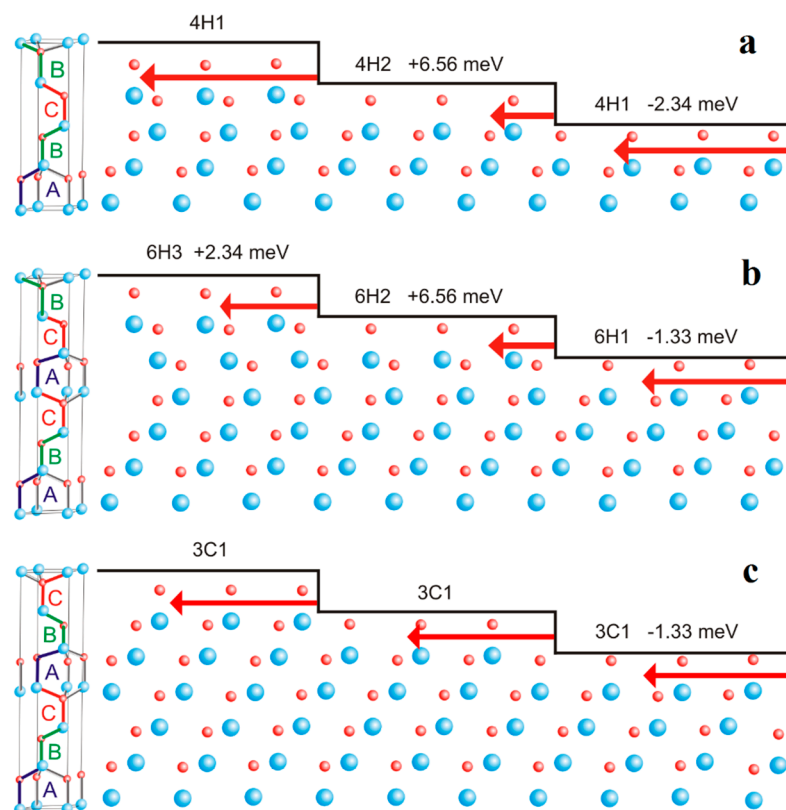 4H1
a
B
4H2 +6.56 meV
C
4H1 -2.34 meV
B
A
6H3 +2.34 meV
b
B
6H2 +6.56 meV
C
6H1 -1.33 meV
A
C
B
A
3C1
c
C
3C1
B
3C1 -1.33 meV
A
C
B
A